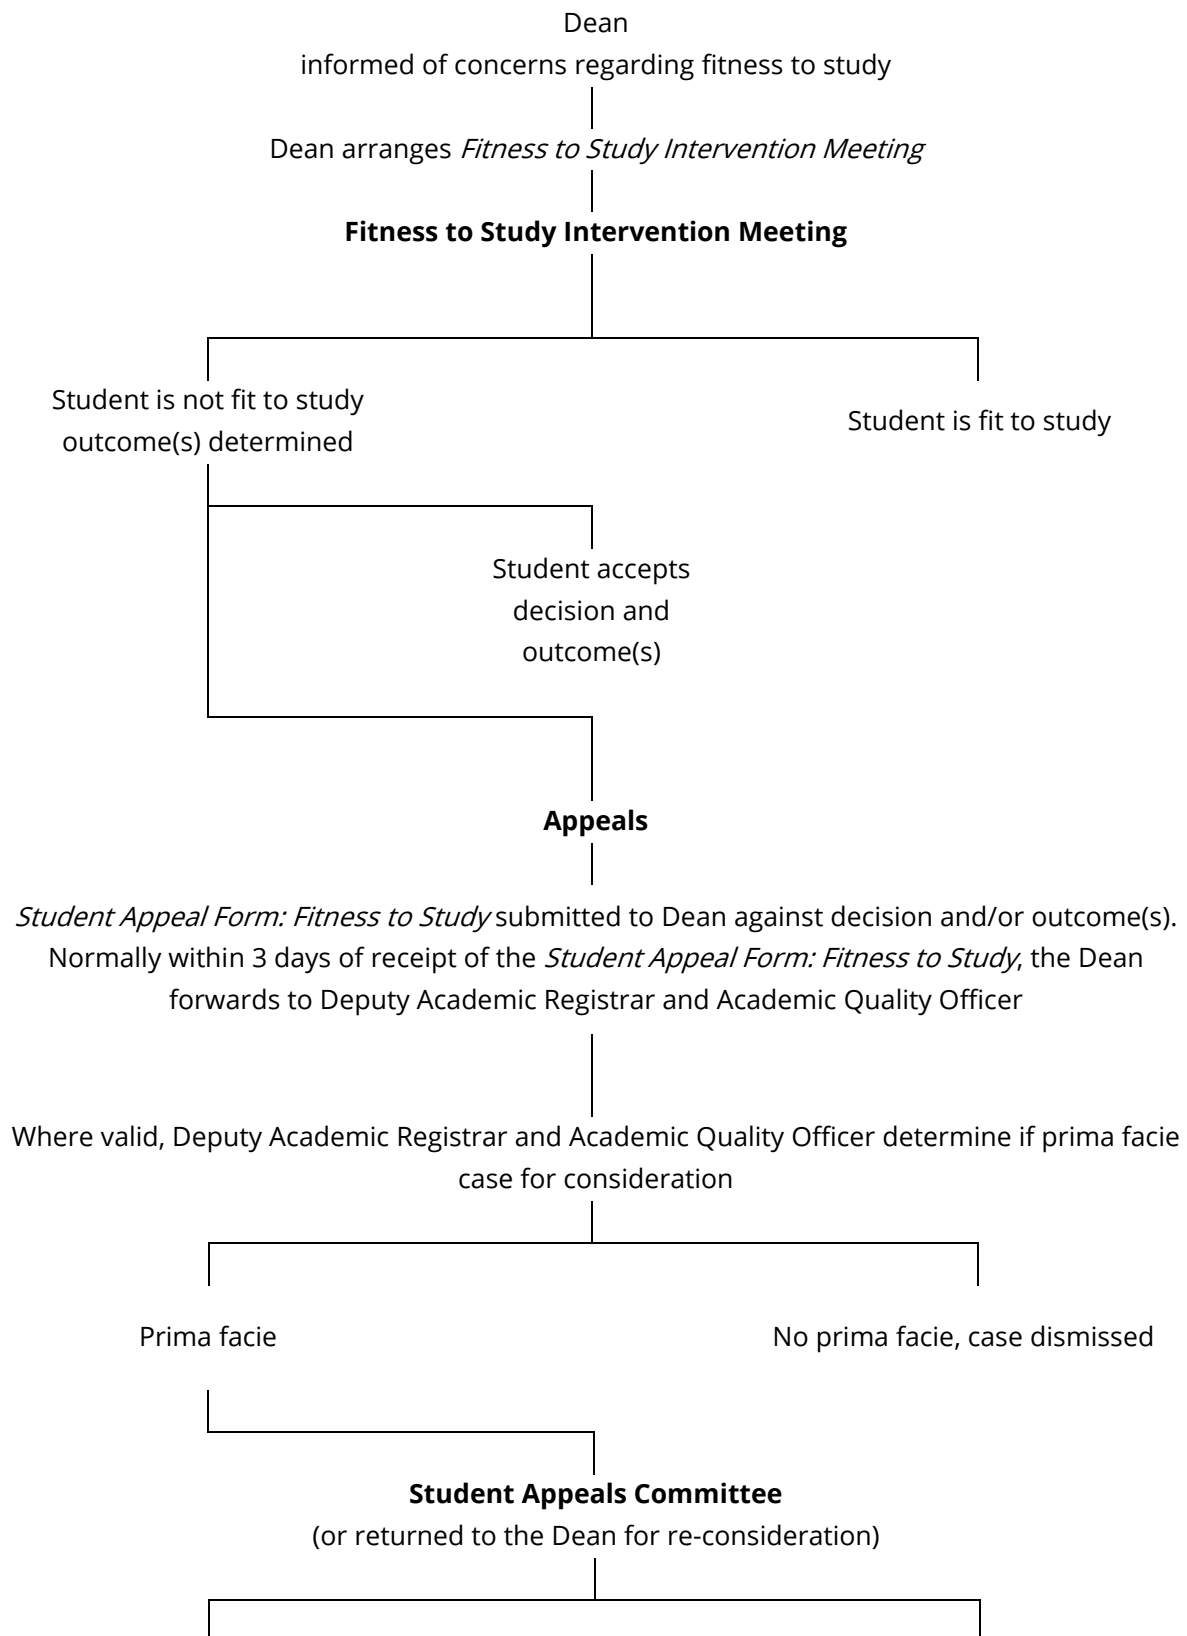 Dean
informed of concerns regarding fitness to study
Dean arranges Fitness to Study Intervention Meeting
Fitness to Study Intervention Meeting
Student is not fit to study
outcome(s) determined
Student is fit to study
Student accepts
decision and
outcome(s)
Appeals
Student Appeal Form: Fitness to Study submitted to Dean against decision and/or outcome(s).
Normally within 3 days of receipt of the Student Appeal Form: Fitness to Study, the Dean
forwards to Deputy Academic Registrar and Academic Quality Officer
Where valid, Deputy Academic Registrar and Academic Quality Officer determine if prima facie
case for consideration
Prima facie
No prima facie, case dismissed
Student Appeals Committee
(or returned to the Dean for re-consideration)